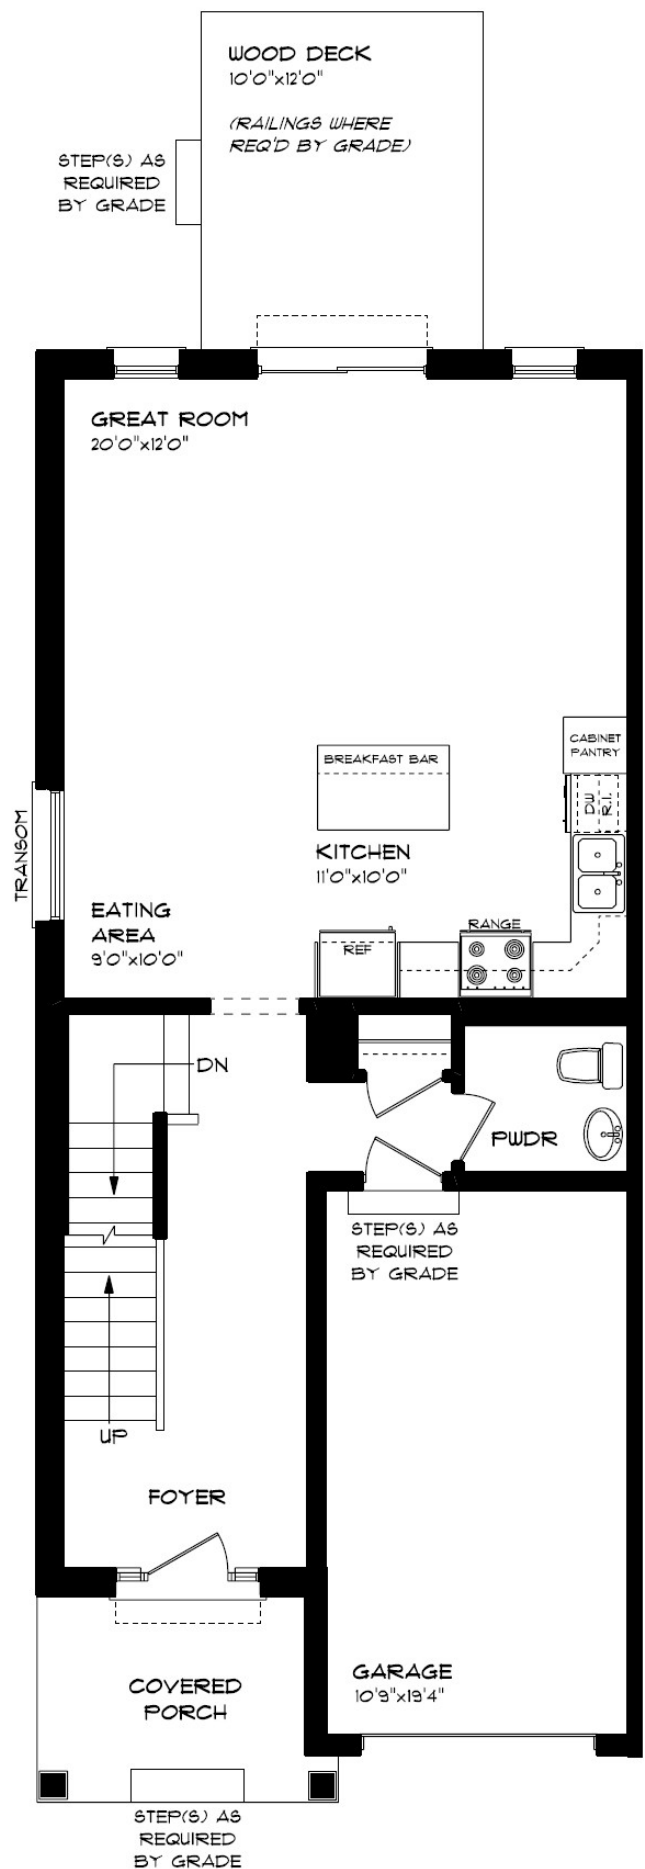 WOOD DECK
10'0"x12'0"
(RAILINGS WHERE
REQ'D BY GRADE)
STEP(S) AS
REQUIRED
BY GRADE
GREAT ROOM
20'0"x12'0"
CABINET
PANTRY
BREAKFAST BAR
DW
R.I.
TRANSOM
KITCHEN
11'0"x10'0"
EATING
AREA
9'0"x10'0"
RANGE
REF
DN
PWDR
STEP(S) AS
REQUIRED
BY GRADE
UP
FOYER
GARAGE
10'9"x19'4"
COVERED
PORCH
STEP(S) AS
REQUIRED
BY GRADE